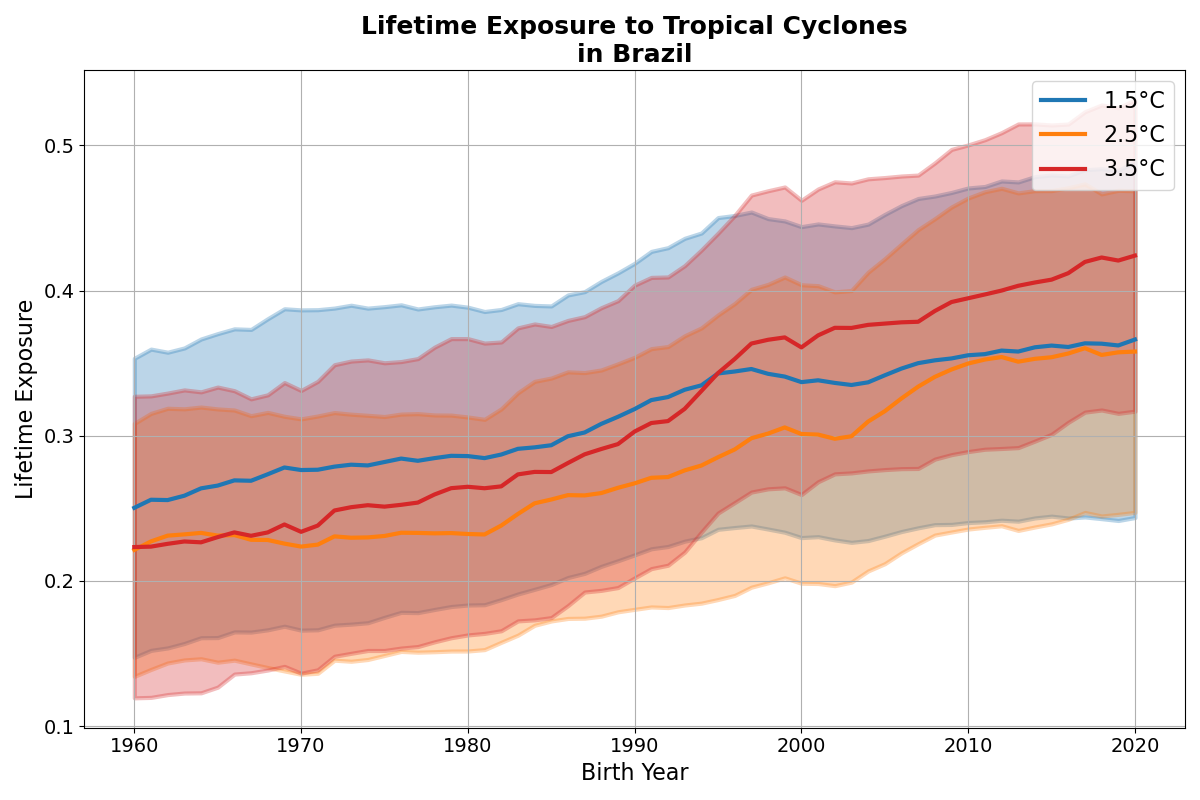 Lifetime Exposure to Tropical Cyclones
in Brazil
1.5°C
2.5°C
3.5°C
Lifetime Exposure
0.5
0.4
0.3
0.2
0.1
1960 1970 1980 1990 2000 2010 2020
Birth Year